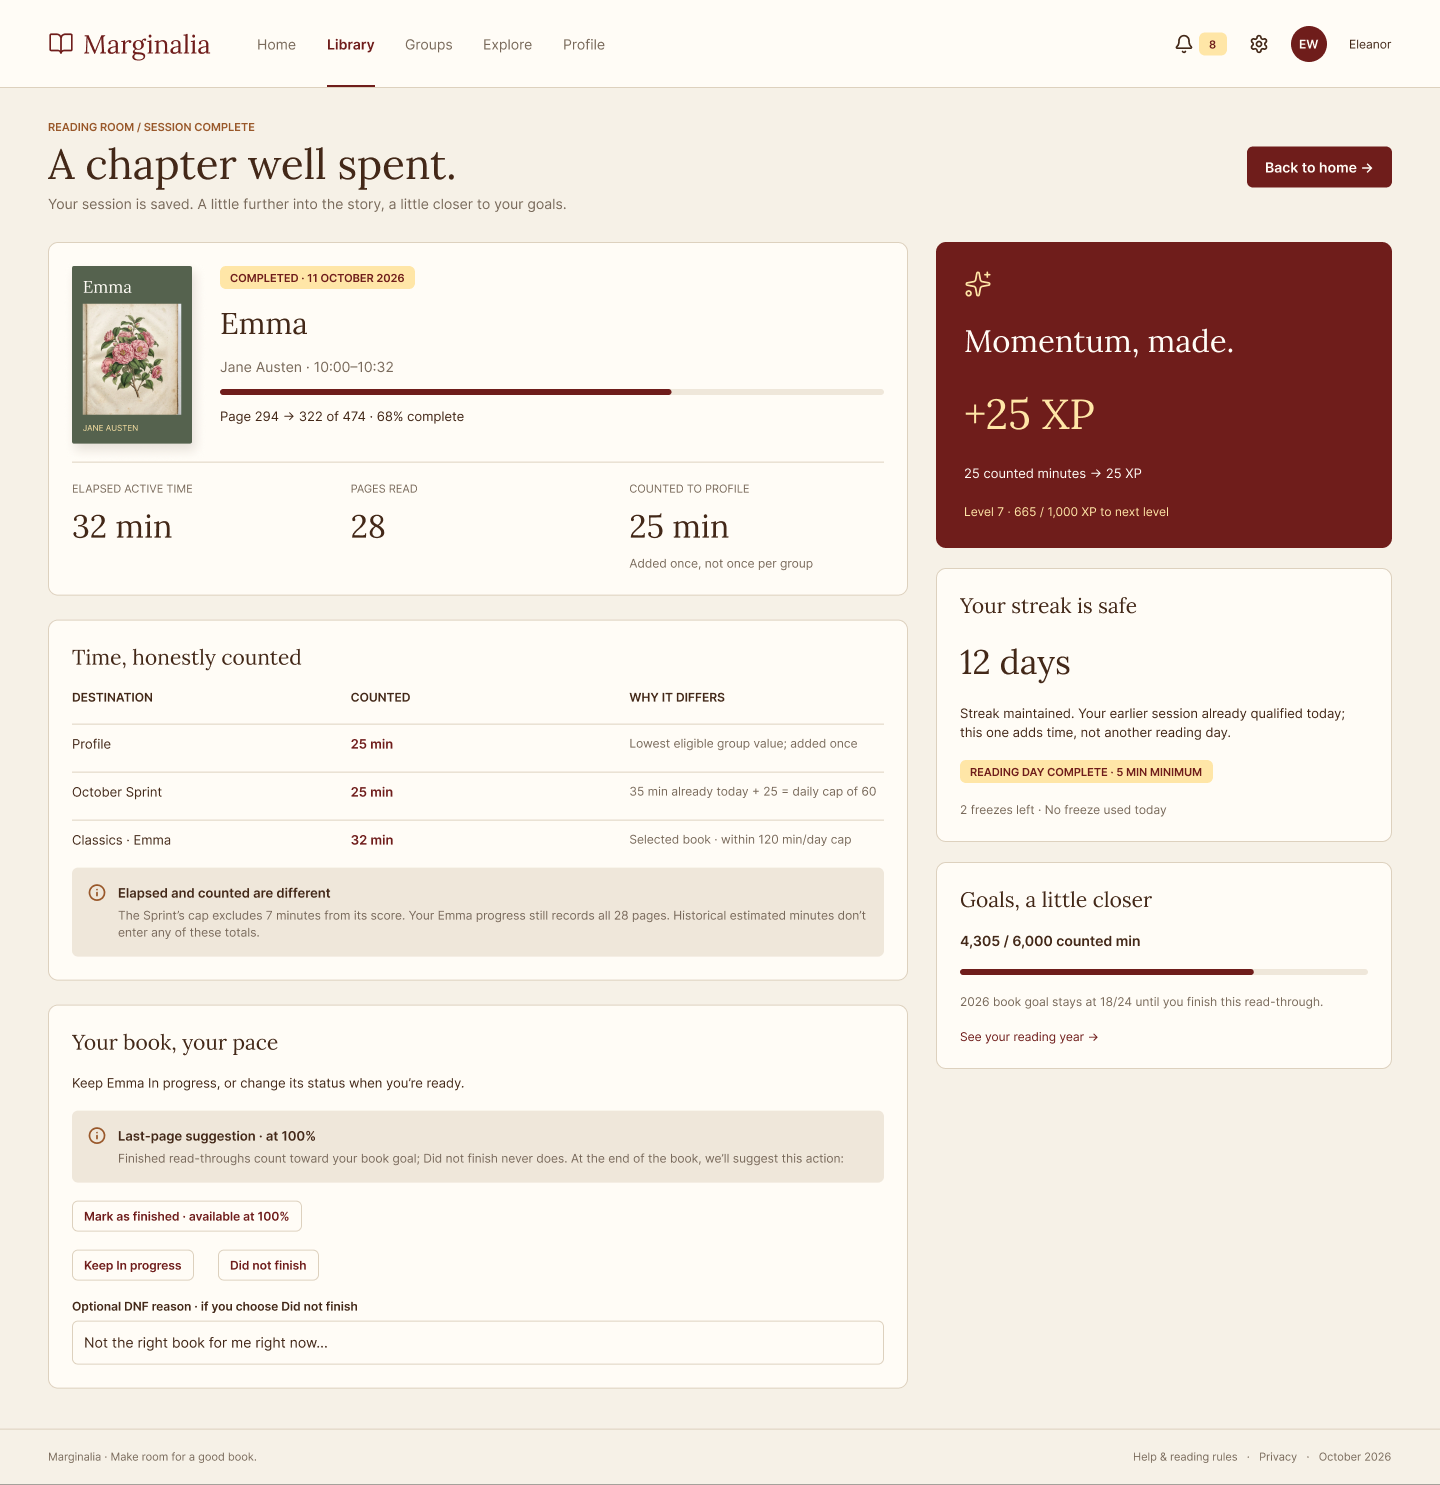 Marginalia
Home
Library
Groups
Explore
Profile
8
EW
Eleanor
READING ROOM / SESSION COMPLETE
A chapter well spent.
Your session is saved. A little further into the story, a little closer to your goals.
Back to home →
Emma
JANE AUSTEN
COMPLETED · 11 OCTOBER 2026
Emma
Jane Austen · 10:00–10:32
Page 294 → 322 of 474 · 68% complete
ELAPSED ACTIVE TIME
32 min
PAGES READ
28
COUNTED TO PROFILE
25 min
Added once, not once per group
Time, honestly counted
DESTINATION
COUNTED
WHY IT DIFFERS
Profile
25 min
Lowest eligible group value; added once
October Sprint
25 min
35 min already today + 25 = daily cap of 60
Classics · Emma
32 min
Selected book · within 120 min/day cap
Elapsed and counted are different
The Sprint's cap excludes 7 minutes from its score. Your Emma progress still records all 28 pages. Historical estimated minutes don't
enter any of these totals.
Your book, your pace
Keep Emma In progress, or change its status when you're ready.
Last-page suggestion · at 100%
Finished read-throughs count toward your book goal; Did not finish never does. At the end of the book, we'll suggest this action:
Mark as finished · available at 100%
Keep In progress
Did not finish
Optional DNF reason · if you choose Did not finish
Not the right book for me right now...
Momentum, made.
+25 XP
25 counted minutes → 25 XP
Level 7 · 665 / 1,000 XP to next level
Your streak is safe
12 days
Streak maintained. Your earlier session already qualified today;
this one adds time, not another reading day.
READING DAY COMPLETE · 5 MIN MINIMUM
2 freezes left · No freeze used today
Goals, a little closer
4,305 / 6,000 counted min
2026 book goal stays at 18/24 until you finish this read-through.
See your reading year →
Marginalia · Make room for a good book.
Help & reading rules · Privacy · October 2026